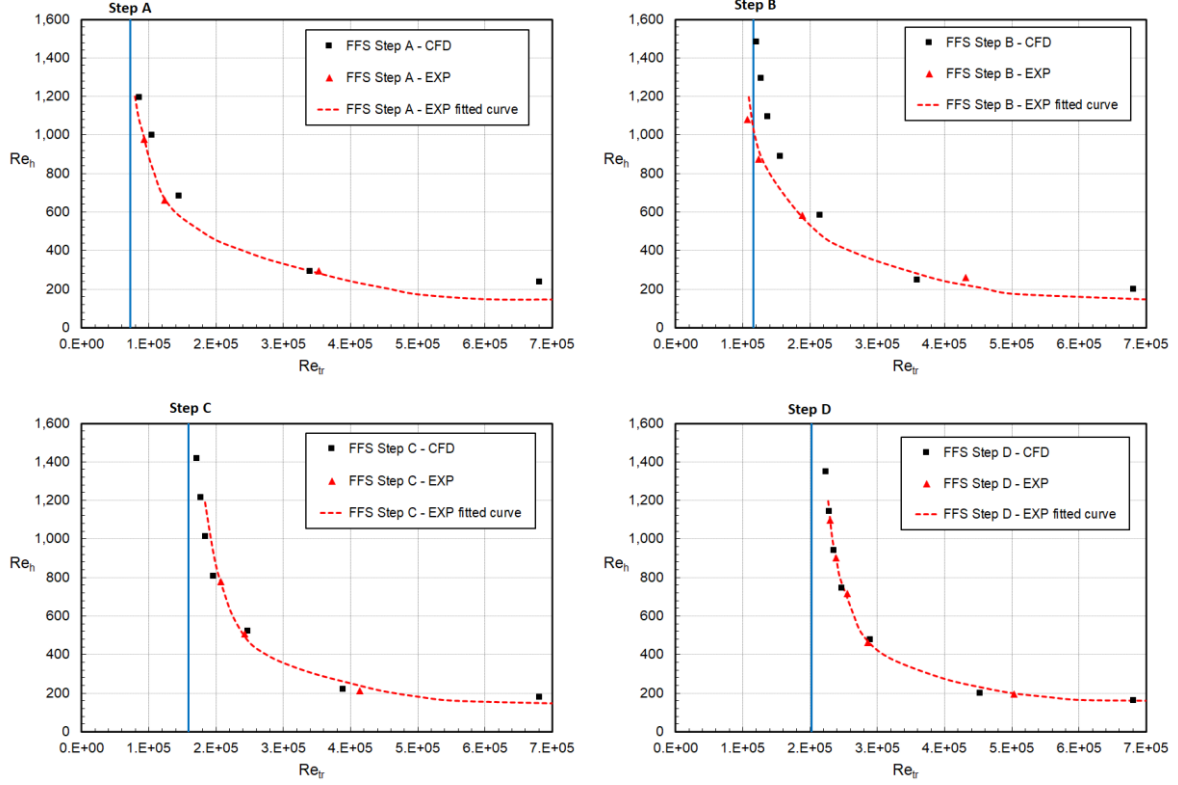 Step A
1,600
1,400
1,200
1,000
800
600
400
200
0
Reh
FFS Step A - CFD
FFS Step A - EXP
FFS Step A - EXP fitted curve
0.E+00 1.E+05 2.E+05 3.E+05 4.E+05 5.E+05 6.E+05 7.E+05
Retr
Step B
1,600
1,400
1,200
1,000
800
600
400
200
0
Reh
FFS Step B - CFD
FFS Step B - EXP
FFS Step B - EXP fitted curve
0.E+00 1.E+05 2.E+05 3.E+05 4.E+05 5.E+05 6.E+05 7.E+05
Retr
Step C
1,600
1,400
1,200
1,000
800
600
400
200
0
Reh
FFS Step C - CFD
FFS Step C - EXP
FFS Step C - EXP fitted curve
0.E+00 1.E+05 2.E+05 3.E+05 4.E+05 5.E+05 6.E+05 7.E+05
Retr
Step D
1,600
1,400
1,200
1,000
800
600
400
200
0
Reh
FFS Step D - CFD
FFS Step D - EXP
FFS Step D - EXP fitted curve
0.E+00 1.E+05 2.E+05 3.E+05 4.E+05 5.E+05 6.E+05 7.E+05
Retr